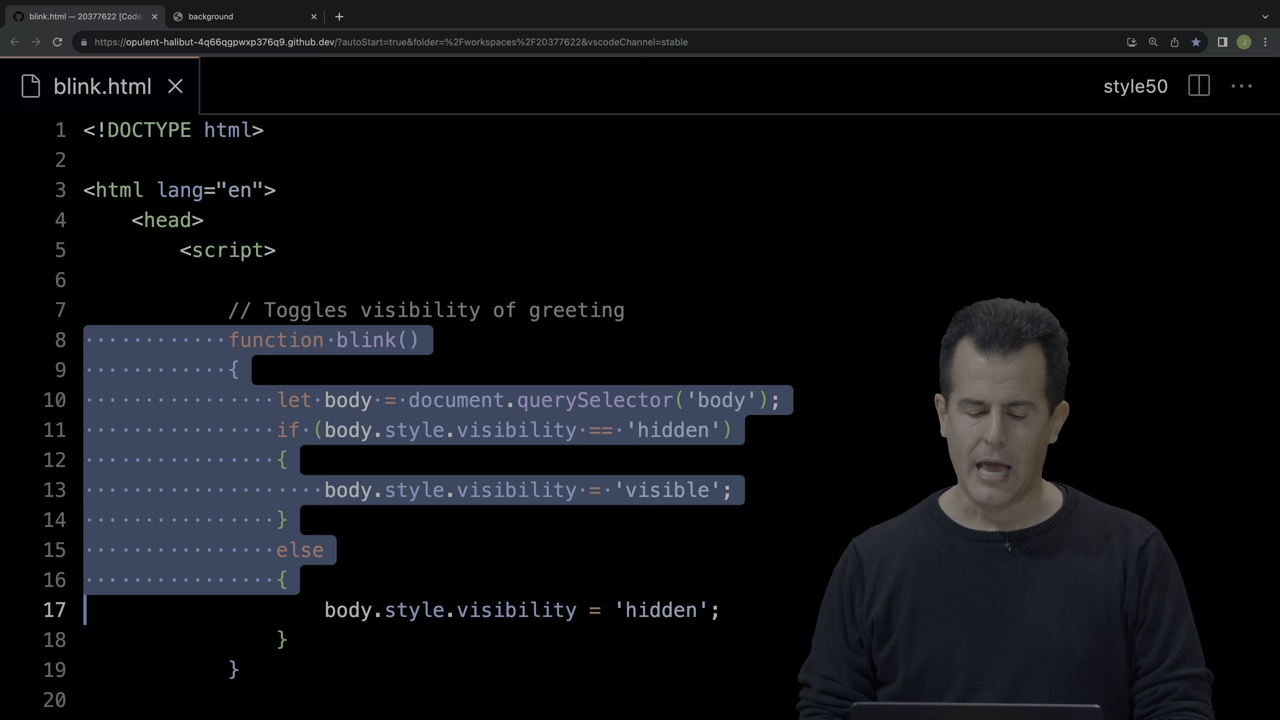 blink.html — 20377622 [Code
background
https://opulent-halibut-4q66qgpwxp376q9.github.dev/?autoStart=true&folder=%2Fworkspaces%2F20377622&vscodeChannel=stable
J
blink.html
style50
1 <!DOCTYPE html>
2
3 <html lang="en">
4 <head>
5 <script>
6
7 // Toggles visibility of greeting
8 function blink()
9 {
10 let body = document.querySelector('body');
11 if (body.style.visibility == 'hidden')
12 {
13 body.style.visibility = 'visible';
14 }
15 else
16 {
17 body.style.visibility = 'hidden';
18 }
19 }
20